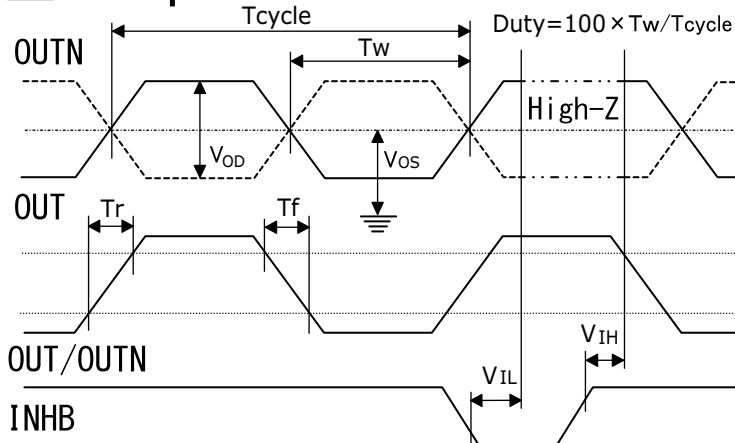 Tcycle
Duty=100×Tw/Tcycle
OUTN
Tw
High-Z
VOD
VOS
OUT
Tr
Tf
VIH
OUT/OUTN
VIL
INHB